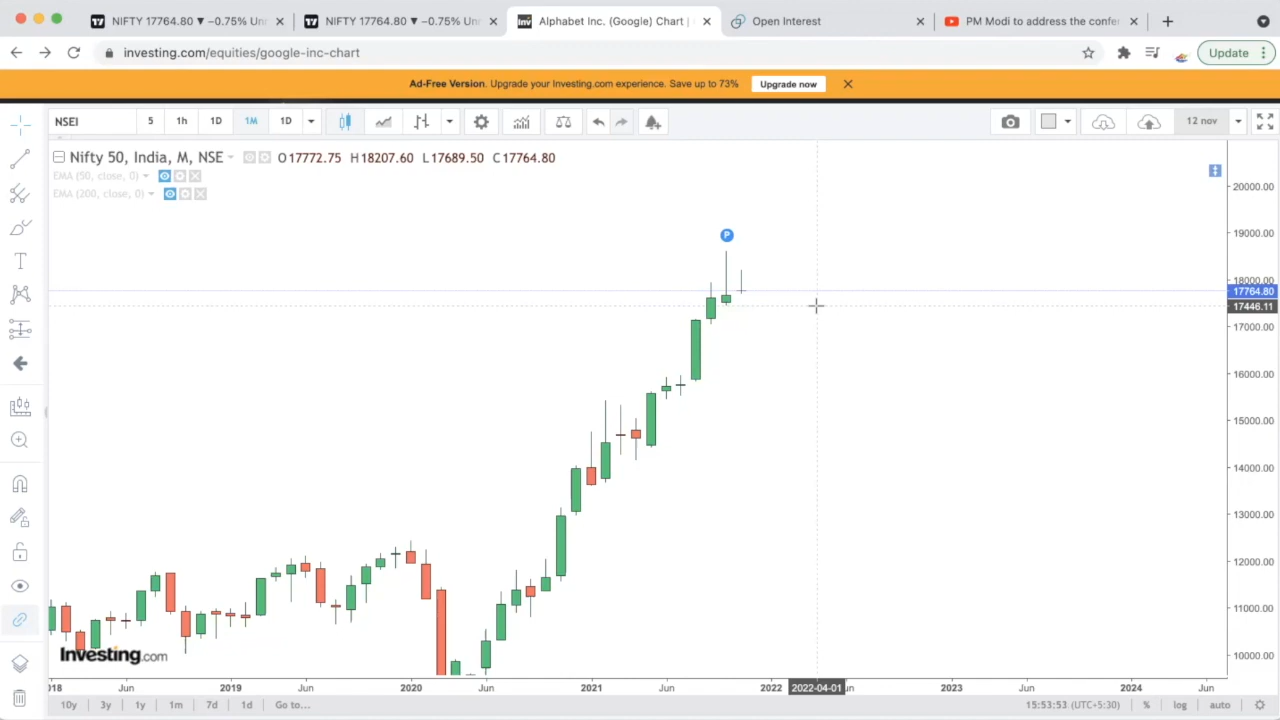 NIFTY 17764.80 ▼ −0.75% Unn
NIFTY 17764.80 ▼ −0.75% Unn
Alphabet Inc. (Google) Chart |
Open Interest
PM Modi to address the confer
investing.com/equities/google-inc-chart
Update
Ad-Free Version. Upgrade your Investing.com experience. Save up to 73%
Upgrade now
NSEI
5
1h
1D
1M
1D
12 nov
Nifty 50, India, M, NSE
O17772.75 H18207.60 L17689.50 C17764.80
EMA (50, close, 0)
EMA (200, close, 0)
P
20000.00
19000.00
18000.00
17764.80
17446.11
17000.00
16000.00
15000.00
14000.00
13000.00
12000.00
11000.00
10000.00
Investing.com
018 Jun 2019 Jun 2020 Jun 2021 Jun 2022 2022-04-01 un 2023 Jun 2024 Jun
10y 3y 1y 1m 7d 1d Go to...
15:53:53 (UTC+5:30) % log auto